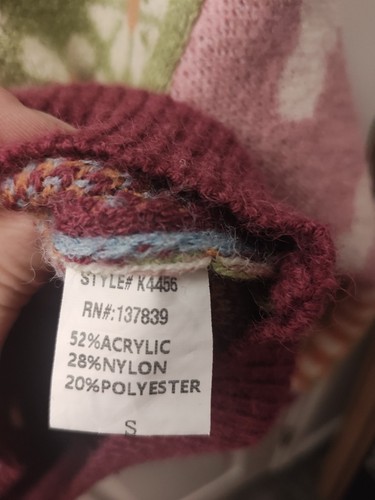 STYLE# K4456
RN#:137839
52%ACRYLIC
28%NYLON
20%POLYESTER
S